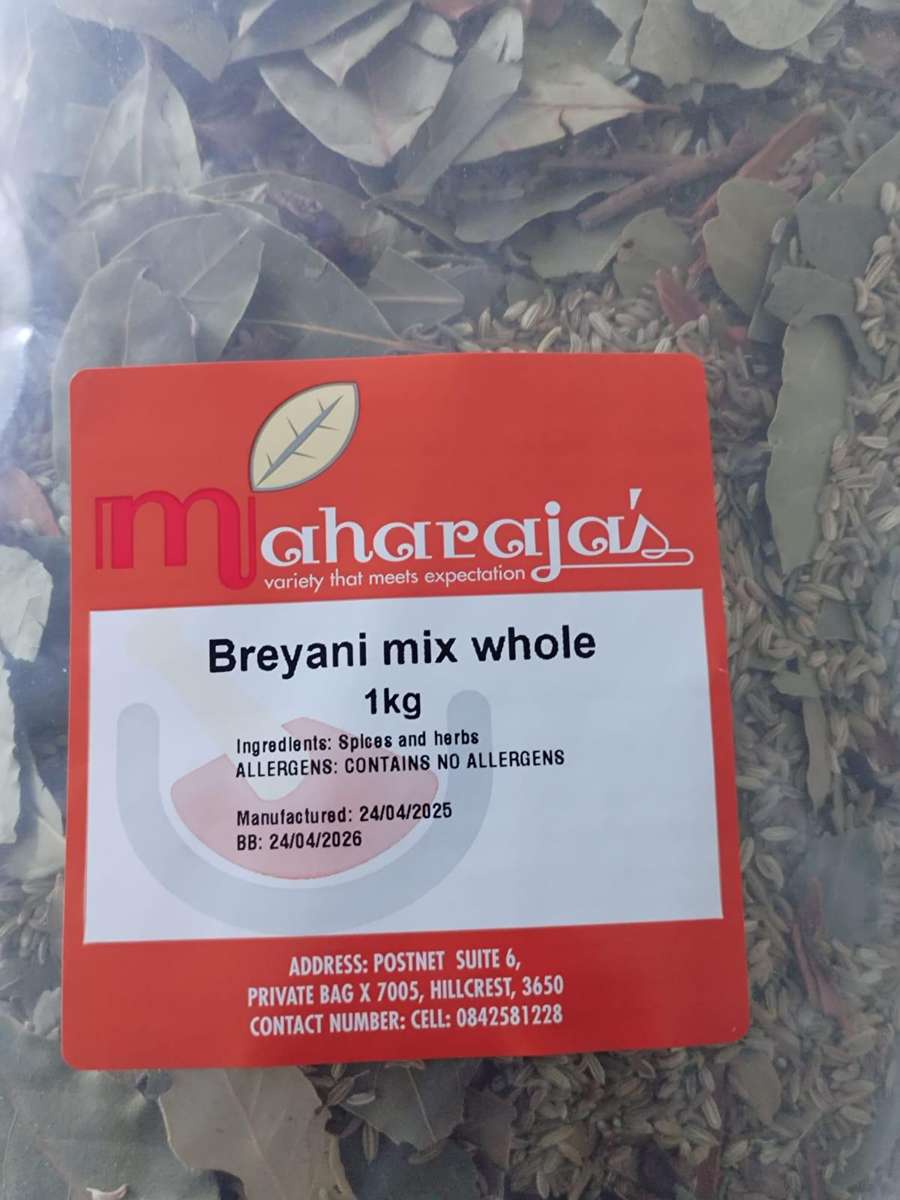 Maharaja's
variety that meets expectation
Breyani mix whole
1kg
Ingredients: Spices and herbs
ALLERGENS: CONTAINS NO ALLERGENS
Manufactured: 24/04/2025
BB: 24/04/2026
ADDRESS: POSTNET SUITE 6,
PRIVATE BAG X 7005, HILLCREST, 3650
CONTACT NUMBER: CELL: 0842581228